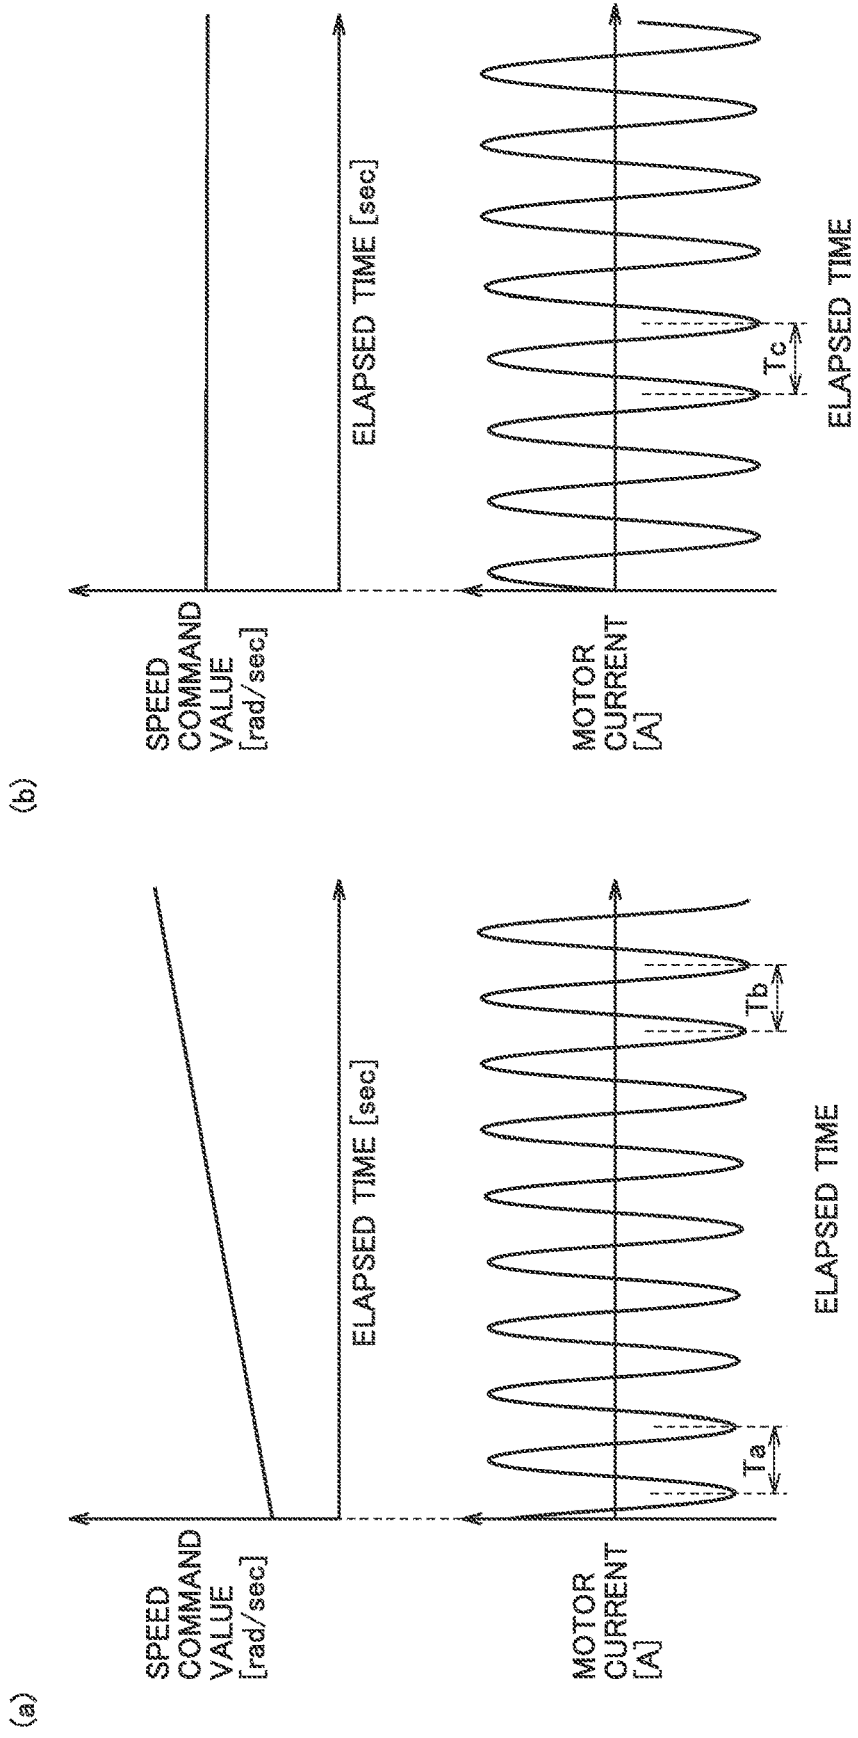 (a)
SPEED
COMMAND
VALUE
[rad/sec]
ELAPSED TIME [sec]
MOTOR
CURRENT
[A]
Ta
Tb
ELAPSED TIME
(b)
SPEED
COMMAND
VALUE
[rad/sec]
ELAPSED TIME [sec]
MOTOR
CURRENT
[A]
Tc
ELAPSED TIME